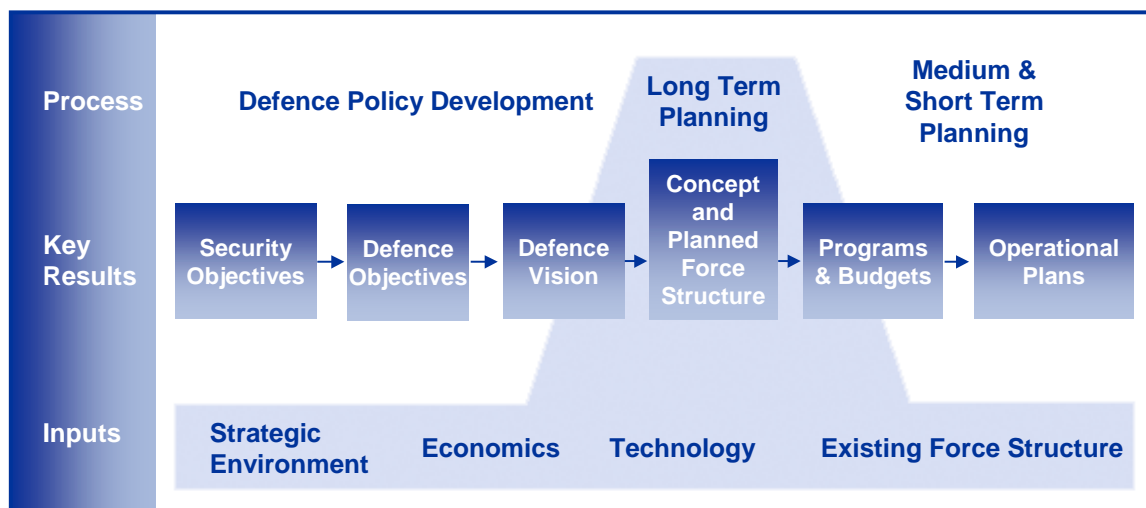 Process
Defence Policy Development
Long Term
Planning
Medium &
Short Term
Planning
Key
Results
Security
Objectives
Defence
Objectives
Defence
Vision
Concept
and
Planned
Force
Structure
Programs
& Budgets
Operational
Plans
Inputs
Strategic
Environment
Economics
Technology
Existing Force Structure